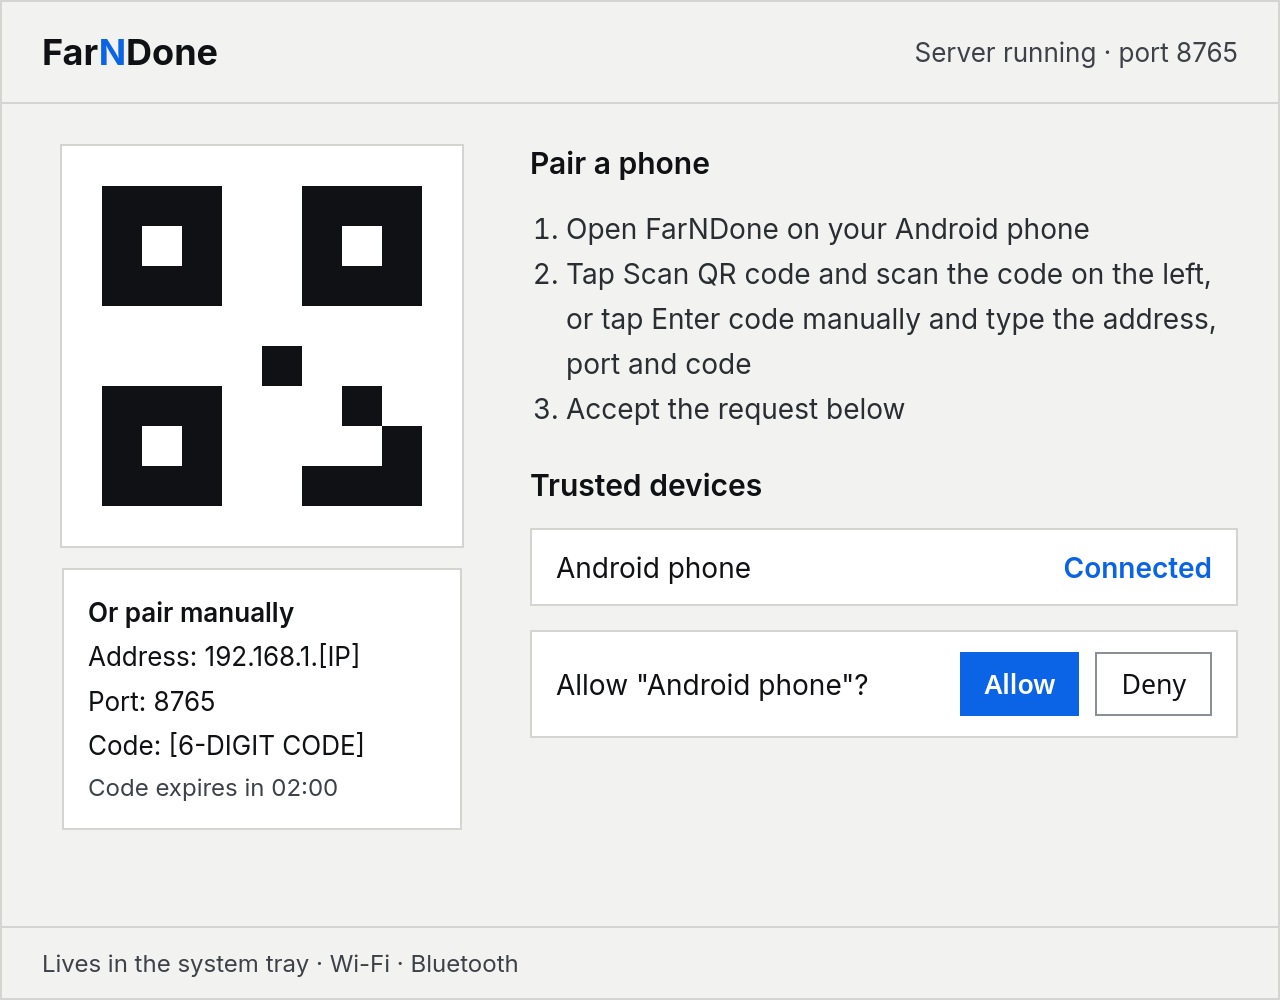 FarNDone
Server running · port 8765
Pair a phone
1. Open FarNDone on your Android phone
2. Tap Scan QR code and scan the code on the left,
or tap Enter code manually and type the address,
port and code
3. Accept the request below
Trusted devices
Android phone
Connected
Allow "Android phone"?
Allow
Deny
Or pair manually
Address: 192.168.1.[IP]
Port: 8765
Code: [6-DIGIT CODE]
Code expires in 02:00
Lives in the system tray · Wi-Fi · Bluetooth